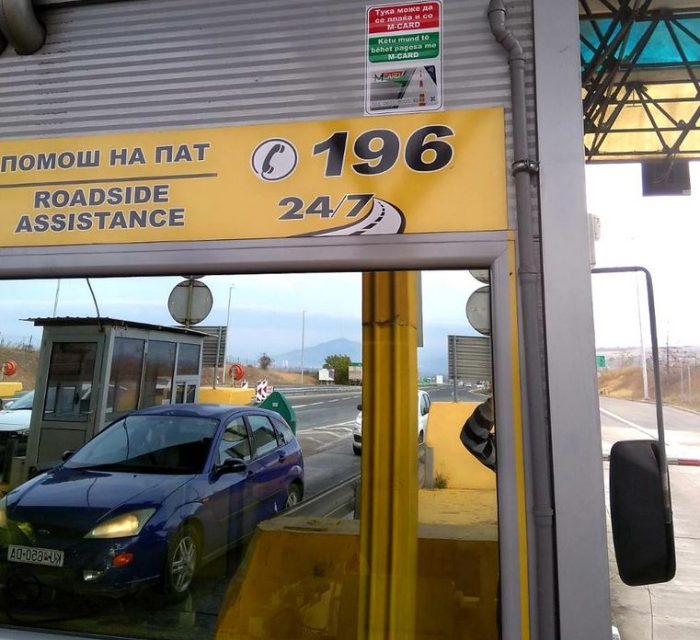 Тука може да
се плаќа и со
M-CARD
Këtu mund të
bëhet pagesa me
M-CARD
ПОМОШ НА ПАТ
ROADSIDE
ASSISTANCE
196
24/7